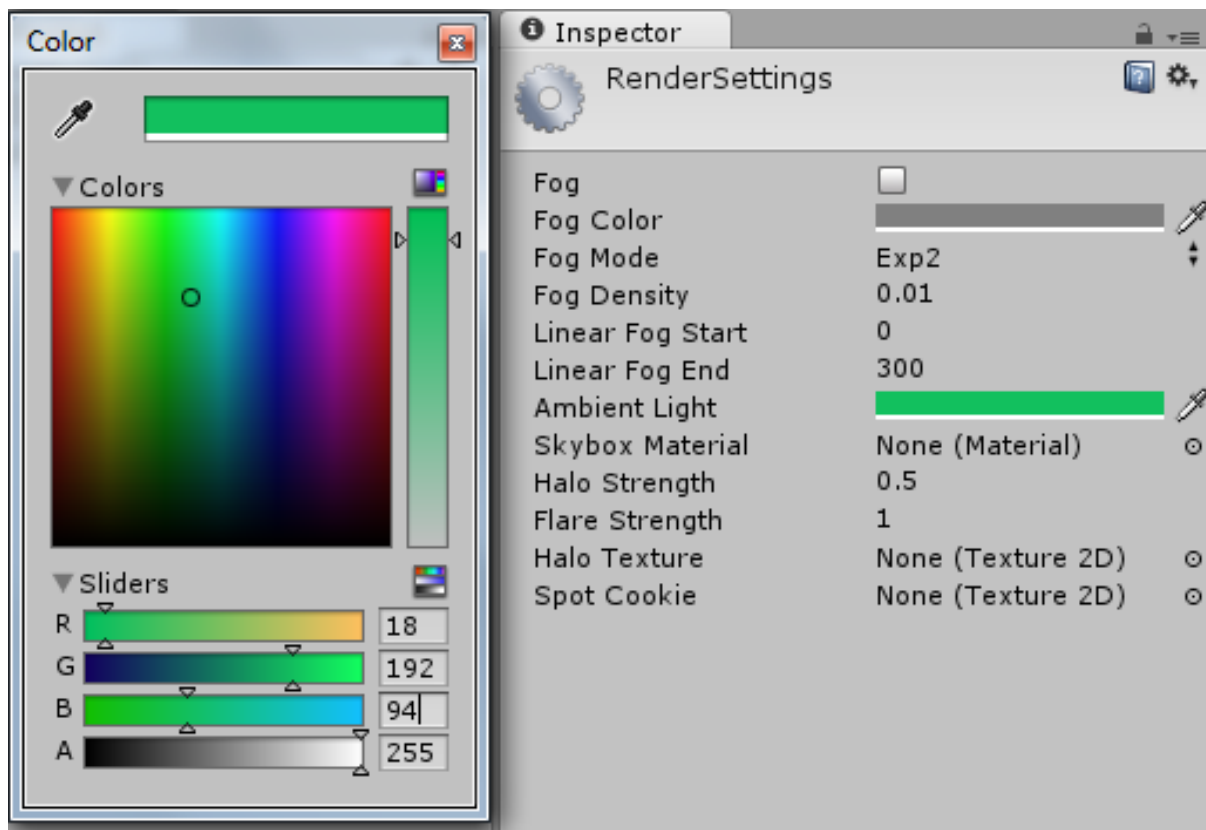 Color
Colors
Sliders
R 18
G 192
B 94
A 255
Inspector
RenderSettings
Fog
Fog Color
Fog Mode Exp2
Fog Density 0.01
Linear Fog Start 0
Linear Fog End 300
Ambient Light
Skybox Material None (Material)
Halo Strength 0.5
Flare Strength 1
Halo Texture None (Texture 2D)
Spot Cookie None (Texture 2D)